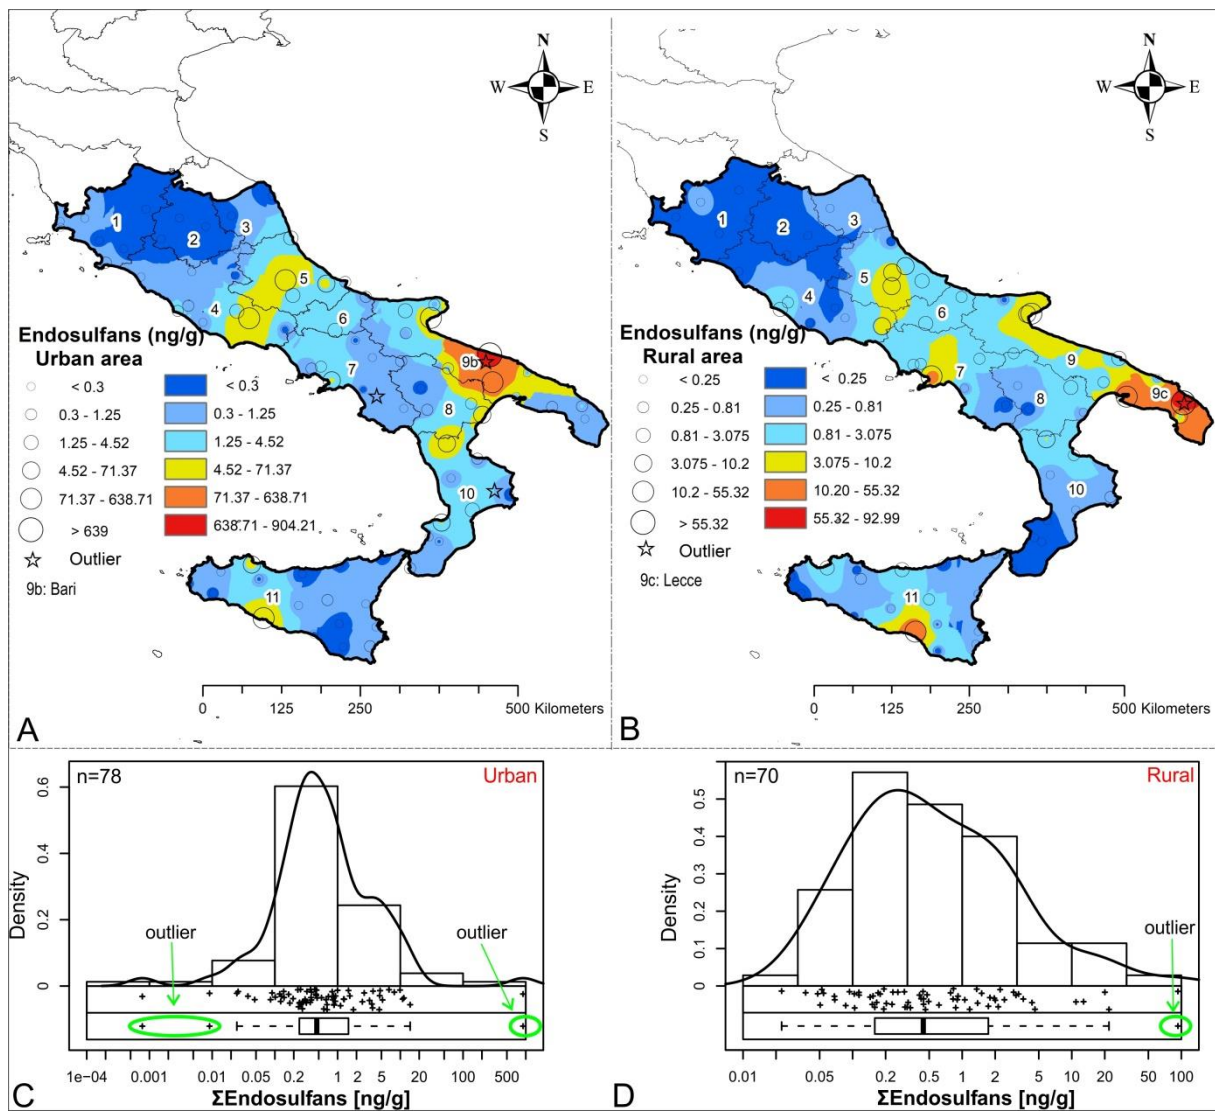 N
W E
S
1
2
3
4
5
6
7
8
9b
10
11
Endosulfans (ng/g)
Urban area
< 0.3 < 0.3
0.3 - 1.25 0.3 - 1.25
1.25 - 4.52 1.25 - 4.52
4.52 - 71.37 4.52 - 71.37
71.37 - 638.71 71.37 - 638.71
> 639 638.71 - 904.21
Outlier
9b: Bari
0 125 250 500 Kilometers
A
N
W E
S
1
2
3
4
5
6
7
8
9
9c
10
11
Endosulfans (ng/g)
Rural area
< 0.25 < 0.25
0.25 - 0.81 0.25 - 0.81
0.81 - 3.075 0.81 - 3.075
3.075 - 10.2 3.075 - 10.2
10.2 - 55.32 10.20 - 55.32
> 55.32 55.32 - 92.99
Outlier
9c: Lecce
0 125 250 500 Kilometers
B
n=78 Urban
Density
0 0.2 0.4 0.6
outlier outlier
1e-04 0.001 0.01 0.05 0.2 1 2 5 20 100 500
ΣEndosulfans [ng/g]
C
n=70 Rural
Density
0 0.1 0.2 0.3 0.4 0.5
outlier
0.01 0.05 0.2 0.5 1 2 5 10 20 50 100
ΣEndosulfans [ng/g]
D